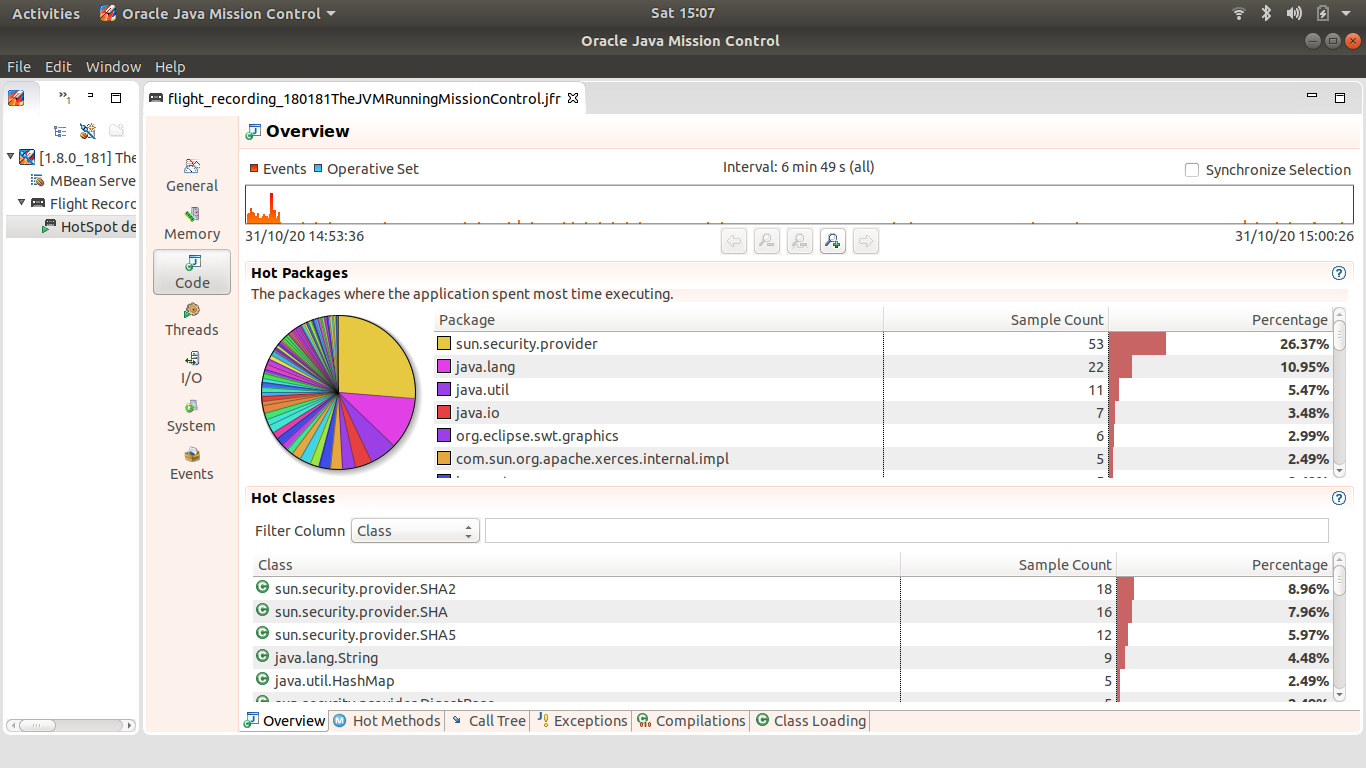 Activities Oracle Java Mission Control Sat 15:07
Oracle Java Mission Control
File Edit Window Help
»1 flight_recording_180181TheJVMRunningMissionControl.jfr
[1.8.0_181] The
MBean Serve
Flight Recorc
HotSpot de
General
Memory
Code
Threads
I/O
System
Events
Overview
Events Operative Set Interval: 6 min 49 s (all) Synchronize Selection
31/10/20 14:53:36 31/10/20 15:00:26
Hot Packages
The packages where the application spent most time executing.
Package Sample Count Percentage
sun.security.provider 53 26.37%
java.lang 22 10.95%
java.util 11 5.47%
java.io 7 3.48%
org.eclipse.swt.graphics 6 2.99%
com.sun.org.apache.xerces.internal.impl 5 2.49%
Hot Classes
Filter Column Class
Class Sample Count Percentage
sun.security.provider.SHA2 18 8.96%
sun.security.provider.SHA 16 7.96%
sun.security.provider.SHA5 12 5.97%
java.lang.String 9 4.48%
java.util.HashMap 5 2.49%
Overview Hot Methods Call Tree Exceptions Compilations Class Loading